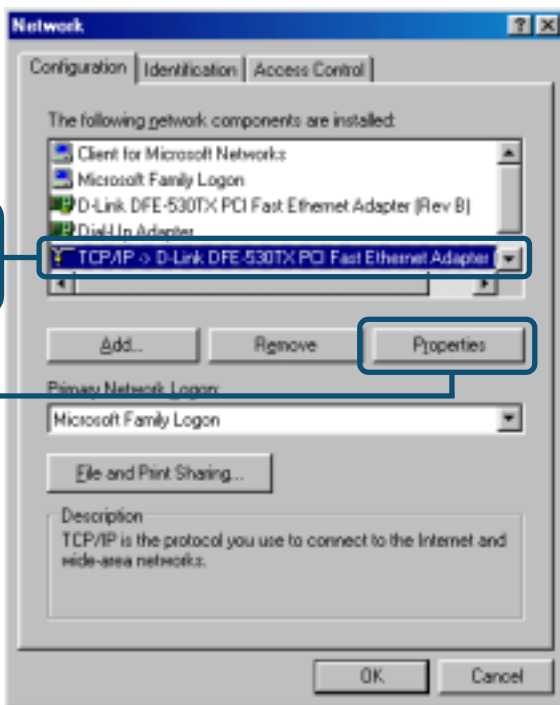 Network
Configuration Identification Access Control
The following network components are installed:
Client for Microsoft Networks
Microsoft Family Logon
D-Link DFE-530TX PCI Fast Ethernet Adapter (Rev B)
Dial-Up Adapter
TCP/IP -> D-Link DFE-530TX PCI Fast Ethernet Adapter (
Add... Remove Properties
Primary Network Logon:
Microsoft Family Logon
File and Print Sharing...
Description
TCP/IP is the protocol you use to connect to the Internet and
wide-area networks.
OK Cancel